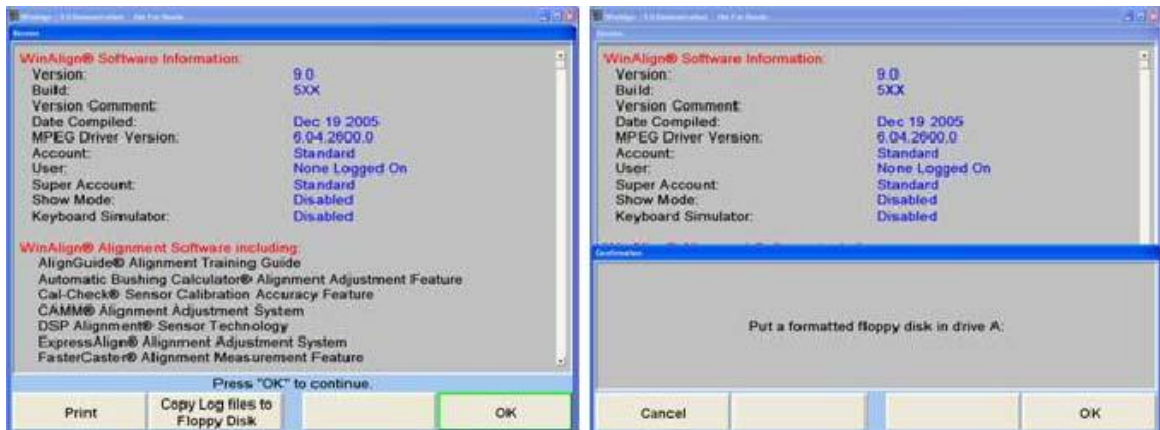 WinAlign® Software Information:
Version: 9.0
Build: 5XX
Version Comment:
Date Compiled: Dec 19 2005
MPEG Driver Version: 6.04.2600.0
Account: Standard
User: None Logged On
Super Account: Standard
Show Mode: Disabled
Keyboard Simulator: Disabled
WinAlign® Alignment Software including:
AlignGuide® Alignment Training Guide
Automatic Bushing Calculator® Alignment Adjustment Feature
Cal-Check® Sensor Calibration Accuracy Feature
CAMM® Alignment Adjustment System
DSP Alignment® Sensor Technology
ExpressAlign® Alignment Adjustment System
FasterCaster® Alignment Measurement Feature
Press "OK" to continue.
Print
Copy Log files to
Floppy Disk
OK
WinAlign® Software Information:
Version: 9.0
Build: 5XX
Version Comment:
Date Compiled: Dec 19 2005
MPEG Driver Version: 6.04.2600.0
Account: Standard
User: None Logged On
Super Account: Standard
Show Mode: Disabled
Keyboard Simulator: Disabled
Confirmation
Put a formatted floppy disk in drive A:
Cancel
OK